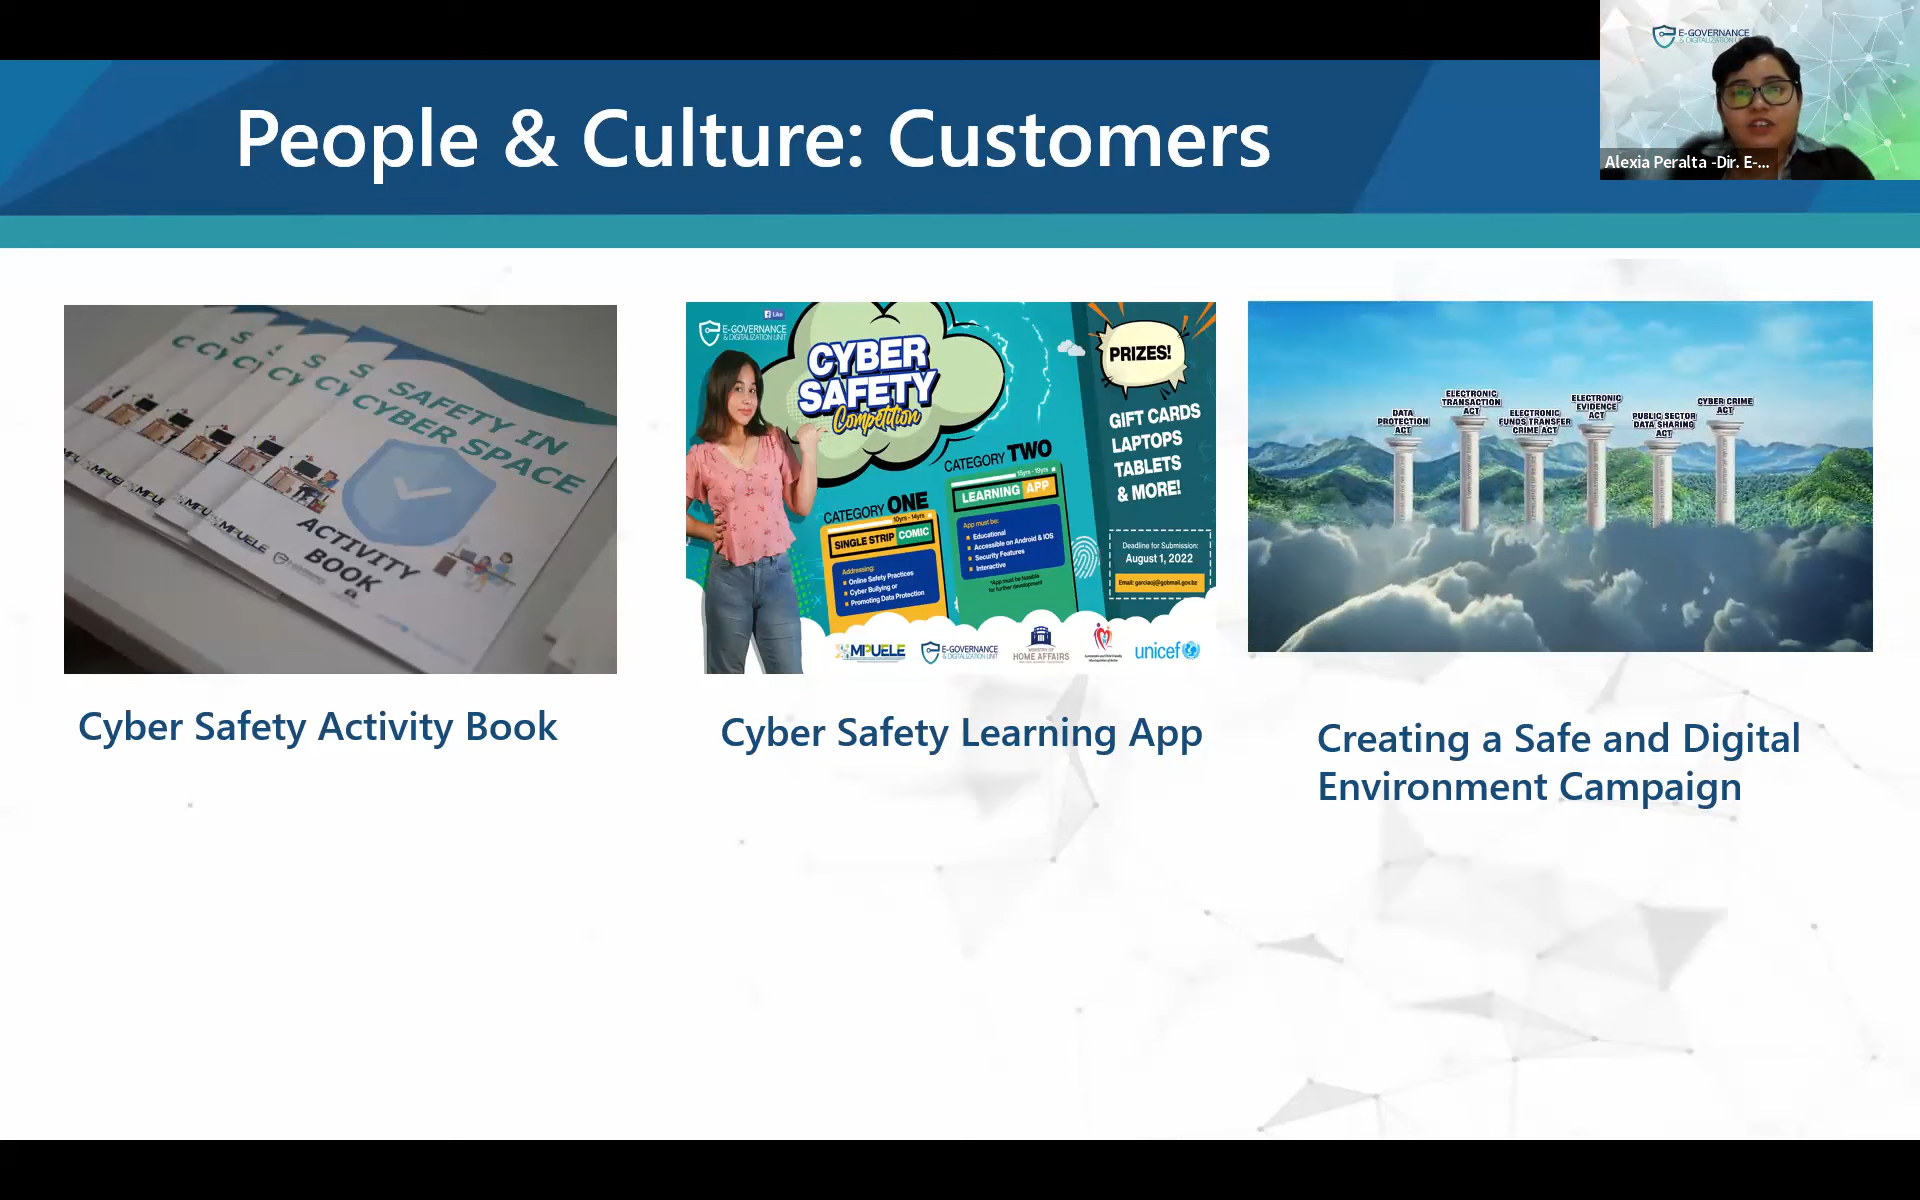 E-GOVERNANCE
& DIGITALIZATION UNIT
Alexia Peralta -Dir. E-...
People & Culture: Customers
SAFETY IN
CYBER SPACE
ACTIVITY
BOOK
MPUELE
Like
E-GOVERNANCE
& DIGITALIZATION UNIT
CYBER
SAFETY
Competition
PRIZES!
GIFT CARDS
LAPTOPS
TABLETS
& MORE!
CATEGORY ONE
10yrs - 14yrs
SINGLE STRIP COMIC
Addressing:
Online Safety Practices
Cyber Bullying or
Promoting Data Protection
CATEGORY TWO
15yrs - 19yrs
LEARNING APP
App must be:
Educational
Accessible on Android & IOS
Security Features
Interactive
*App must be feasible
for further development
Deadline for Submission:
August 1, 2022
Email: garciaoj@gobmail.gov.bz
MPUELE
E-GOVERNANCE
& DIGITALIZATION UNIT
MINISTRY OF
HOME AFFAIRS
unicef
DATA
PROTECTION
ACT
ELECTRONIC
TRANSACTION
ACT
ELECTRONIC
FUNDS TRANSFER
CRIME ACT
ELECTRONIC
EVIDENCE
ACT
PUBLIC SECTOR
DATA SHARING
ACT
CYBER CRIME
ACT
Cyber Safety Activity Book
Cyber Safety Learning App
Creating a Safe and Digital
Environment Campaign